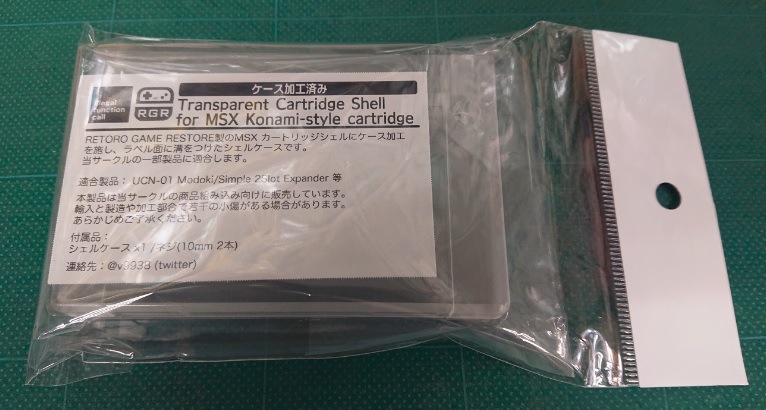 ケース加工済み
illegal
function
call
RGR
Transparent Cartridge Shell
for MSX Konami-style cartridge
RETORO GAME RESTORE製のMSX カートリッジシェルにケース加工
を施し、ラベル面に溝をつけたシェルケースです。
当サークルの一部製品に適合します。
適合製品： UCN-01 Modoki/Simple 2Slot Expander 等
本製品は当サークルの商品組み込み向けに販売しています。
輸入と製造や加工部合で若干の小傷がある場合があります。
あらかじめご了承ください。
付属品：
シェルケース x1 /ネジ(10mm 2本)
連絡先：@v9938 (twitter)